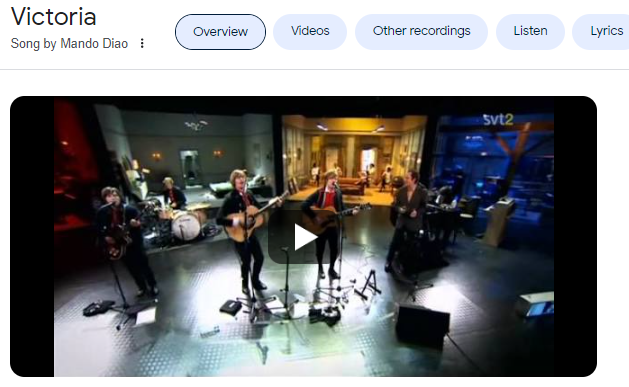 Victoria
Song by Mando Diao
Overview
Videos
Other recordings
Listen
Lyrics
svt2